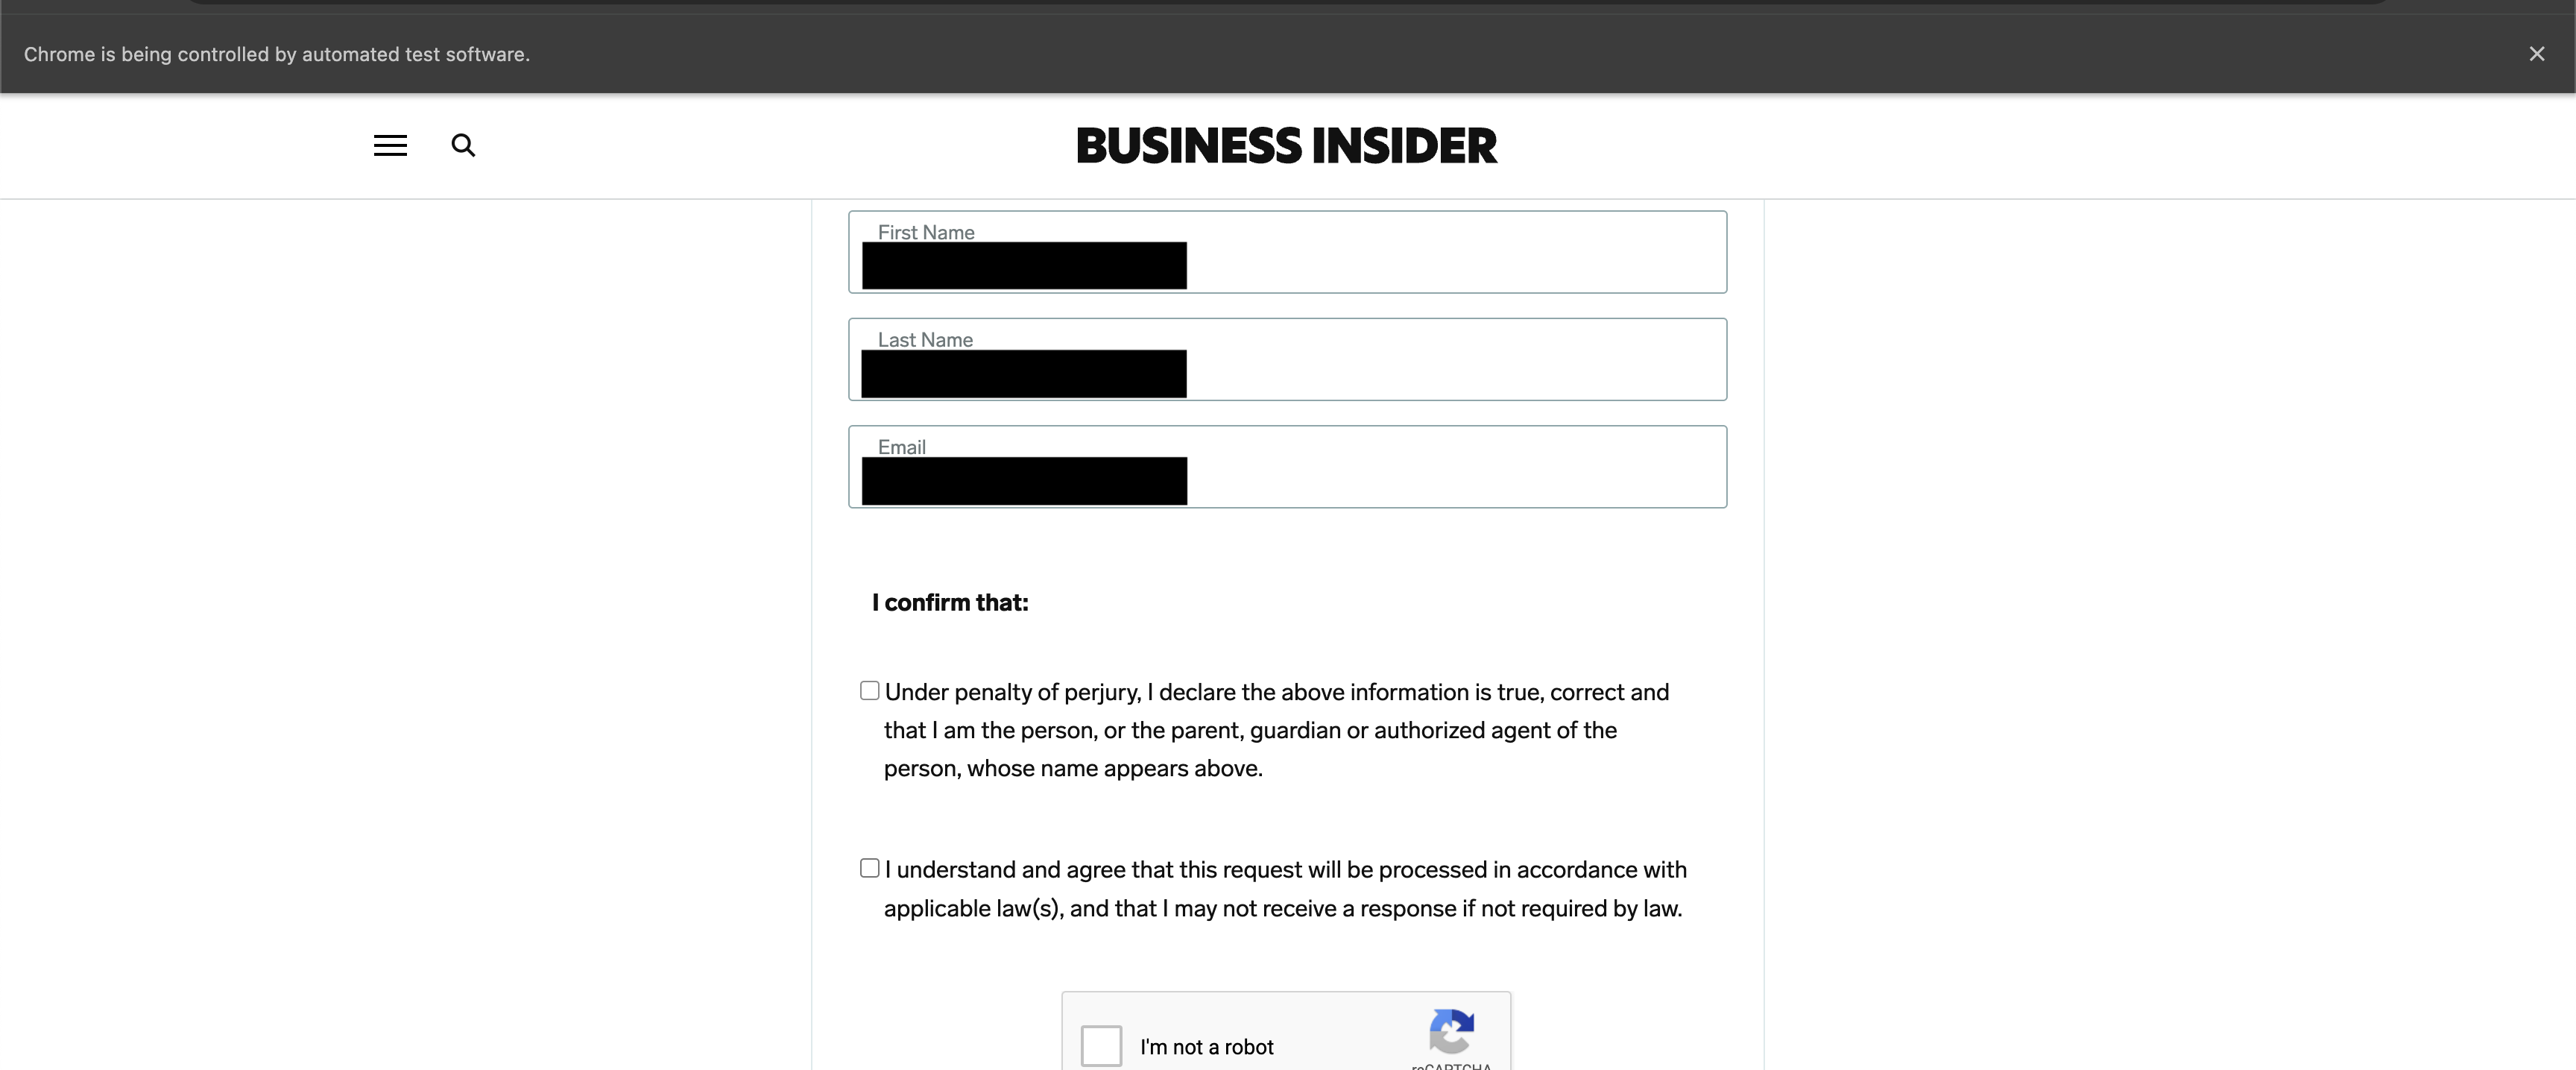 Chrome is being controlled by automated test software.
BUSINESS INSIDER
First Name
Last Name
Email
I confirm that:
Under penalty of perjury, I declare the above information is true, correct and
that I am the person, or the parent, guardian or authorized agent of the
person, whose name appears above.
I understand and agree that this request will be processed in accordance with
applicable law(s), and that I may not receive a response if not required by law.
I'm not a robot
reCAPTCHA